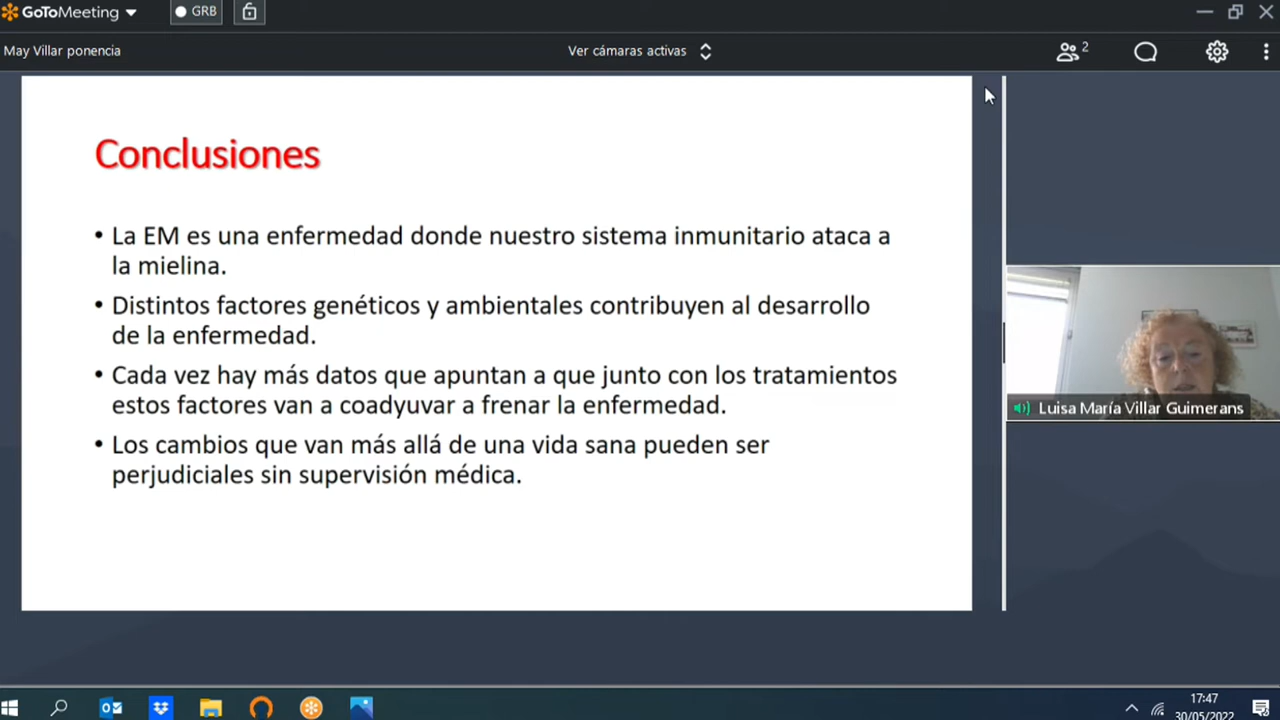 GoToMeeting
GRB
May Villar ponencia
Ver cámaras activas
2
Conclusiones
• La EM es una enfermedad donde nuestro sistema inmunitario ataca a
la mielina.
• Distintos factores genéticos y ambientales contribuyen al desarrollo
de la enfermedad.
• Cada vez hay más datos que apuntan a que junto con los tratamientos
estos factores van a coadyuvar a frenar la enfermedad.
• Los cambios que van más allá de una vida sana pueden ser
perjudiciales sin supervisión médica.
Luisa María Villar Guimerans
17:47
30/05/2022